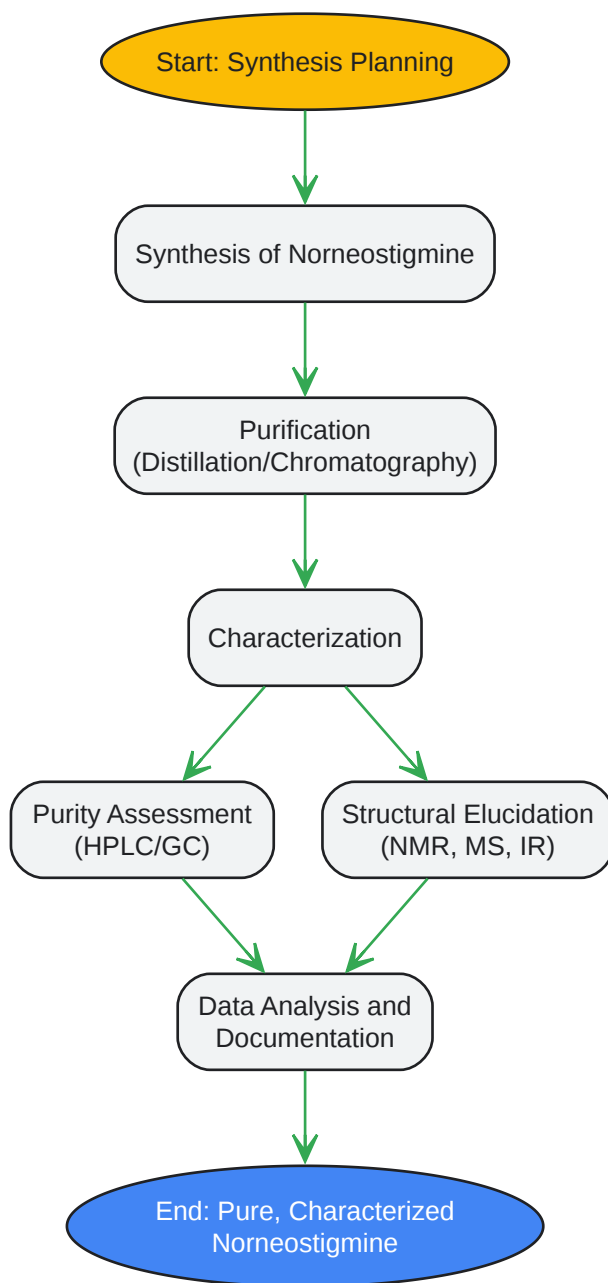 Start: Synthesis Planning
Synthesis of Norneostigmine
Purification
(Distillation/Chromatography)
Characterization
Purity Assessment
(HPLC/GC)
Structural Elucidation
(NMR, MS, IR)
Data Analysis and
Documentation
End: Pure, Characterized
Norneostigmine